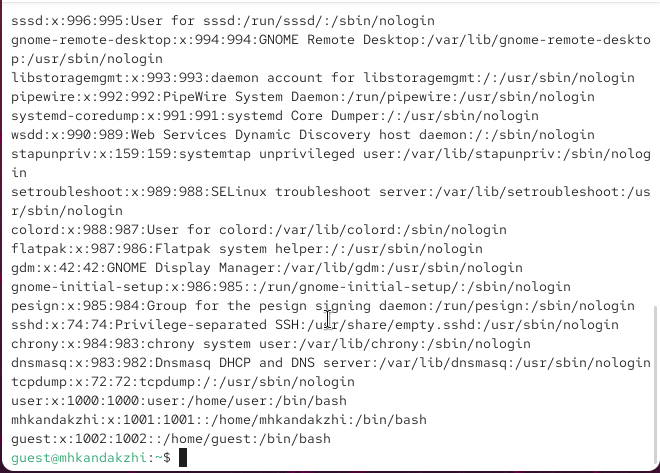 sssd:x:996:995:User for sssd:/run/sssd/:/sbin/nologin
gnome-remote-desktop:x:994:994:GNOME Remote Desktop:/var/lib/gnome-remote-deskto
p:/usr/sbin/nologin
libstoragemgmt:x:993:993:daemon account for libstoragemgmt:/:/usr/sbin/nologin
pipewire:x:992:992:PipeWire System Daemon:/run/pipewire:/usr/sbin/nologin
systemd-coredump:x:991:991:systemd Core Dumper:/:/usr/sbin/nologin
wsdd:x:990:989:Web Services Dynamic Discovery host daemon:/:/sbin/nologin
stapunpriv:x:159:159:systemtap unprivileged user:/var/lib/stapunpriv:/sbin/nolog
in
setroubleshoot:x:989:988:SELinux troubleshoot server:/var/lib/setroubleshoot:/us
r/sbin/nologin
colord:x:988:987:User for colord:/var/lib/colord:/sbin/nologin
flatpak:x:987:986:Flatpak system helper:/:/usr/sbin/nologin
gdm:x:42:42:GNOME Display Manager:/var/lib/gdm:/usr/sbin/nologin
gnome-initial-setup:x:986:985::/run/gnome-initial-setup/:/sbin/nologin
pesign:x:985:984:Group for the pesign signing daemon:/run/pesign:/sbin/nologin
sshd:x:74:74:Privilege-separated SSH:/usr/share/empty.sshd:/usr/sbin/nologin
chrony:x:984:983:chrony system user:/var/lib/chrony:/sbin/nologin
dnsmasq:x:983:982:Dnsmasq DHCP and DNS server:/var/lib/dnsmasq:/usr/sbin/nologin
tcpdump:x:72:72:tcpdump:/:/usr/sbin/nologin
user:x:1000:1000:user:/home/user:/bin/bash
mhkandakzhi:x:1001:1001::/home/mhkandakzhi:/bin/bash
guest:x:1002:1002::/home/guest:/bin/bash
guest@mhkandakzhi:~$